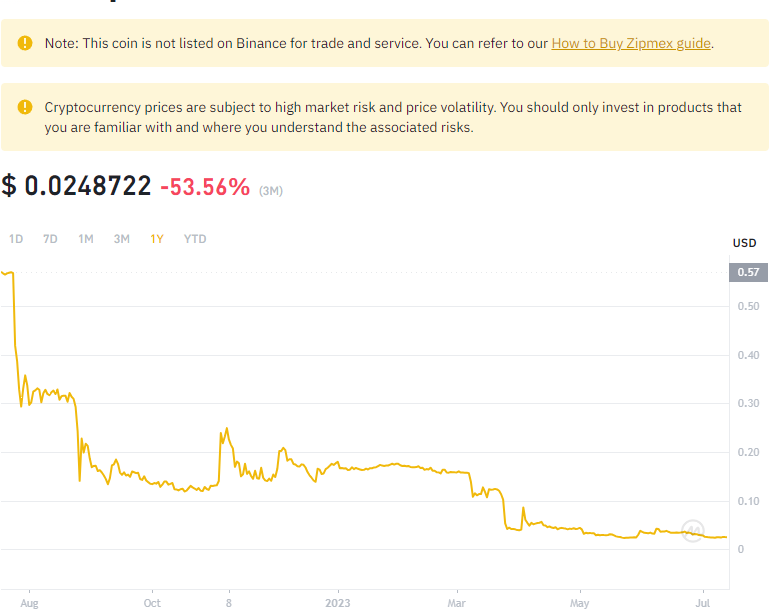 Note: This coin is not listed on Binance for trade and service. You can refer to our How to Buy Zipmex guide.
Cryptocurrency prices are subject to high market risk and price volatility. You should only invest in products that
you are familiar with and where you understand the associated risks.
$ 0.0248722 -53.56% (3M)
1D 7D 1M 3M 1Y YTD
USD
0.57
0.50
0.40
0.30
0.20
0.10
0
Aug Oct 8 2023 Mar May Jul